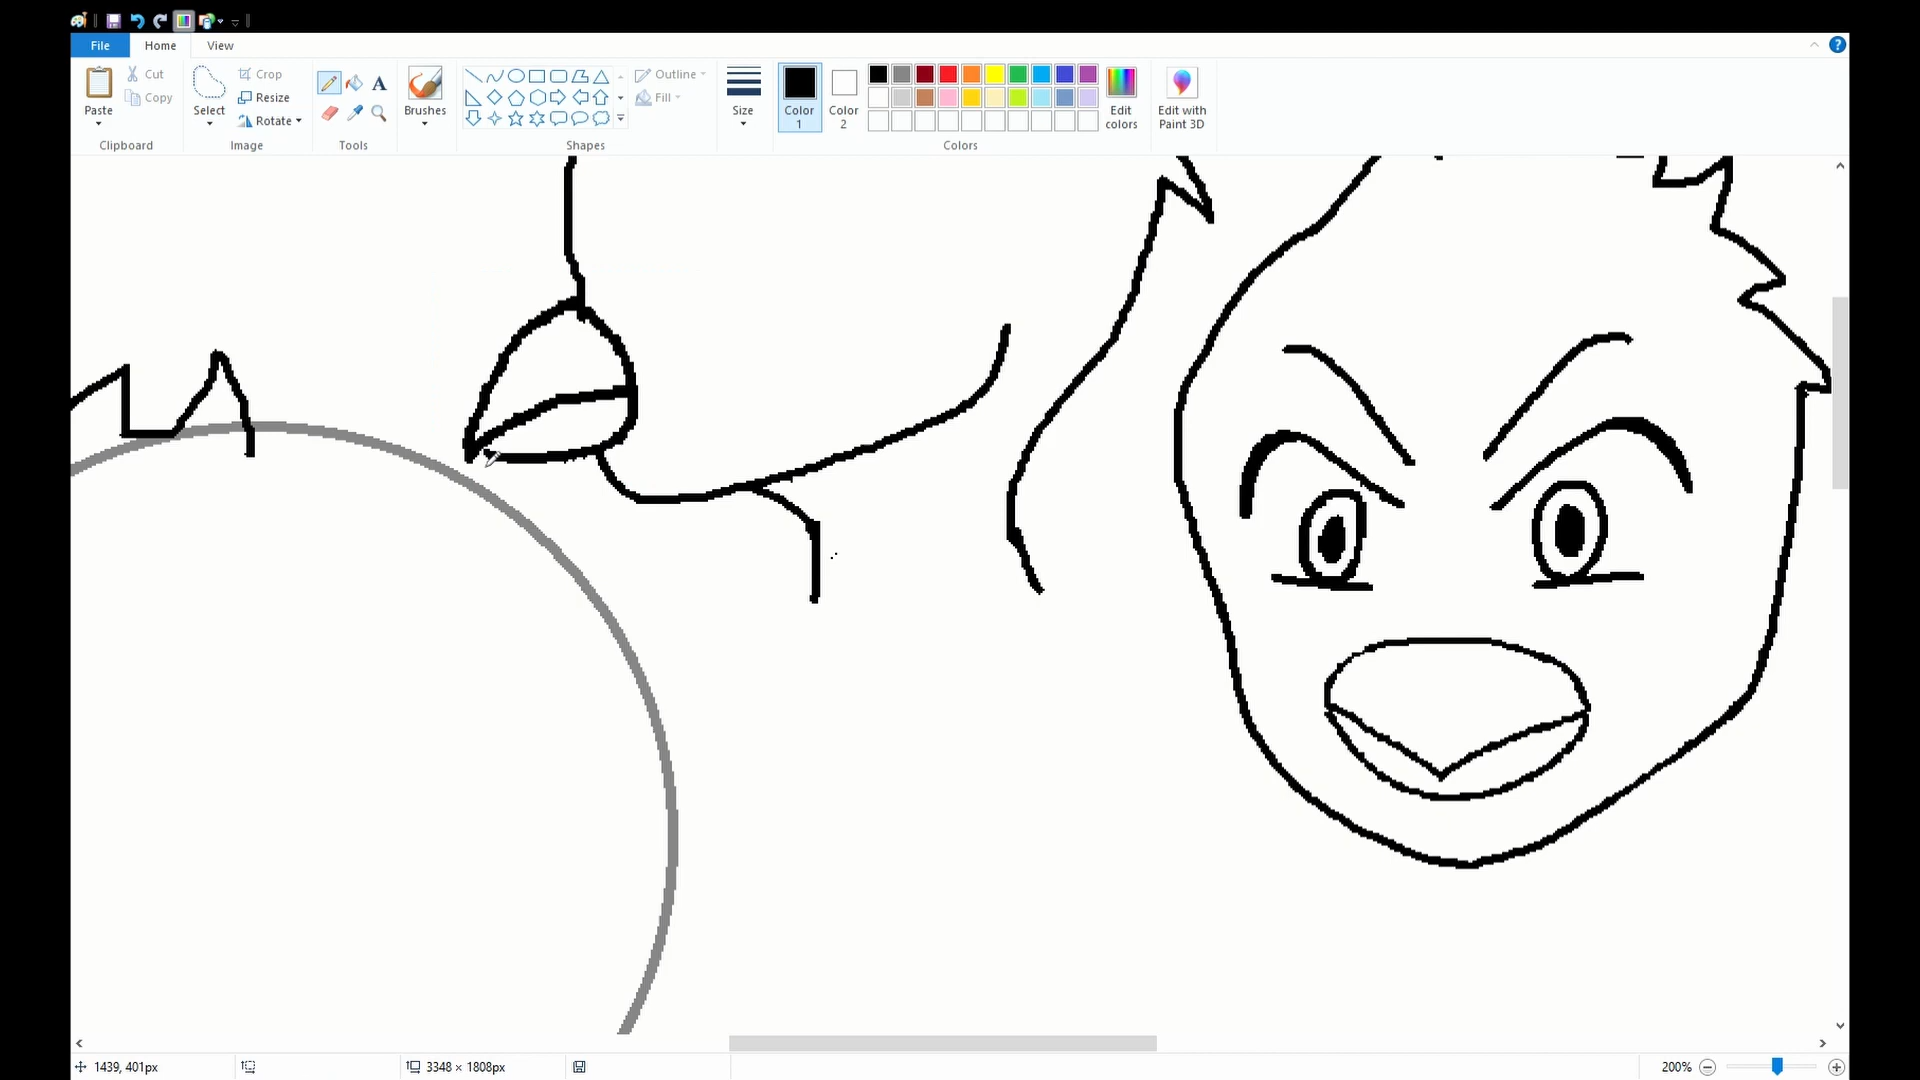 File Home View
Paste
Cut
Copy
Clipboard
Select
Crop
Resize
Rotate
Image
A
Tools
Brushes
Outline
Fill
Shapes
Size
Color
1
Color
2
Edit
colors
Colors
Edit with
Paint 3D
?
1439, 401px
3348 × 1808px
200%